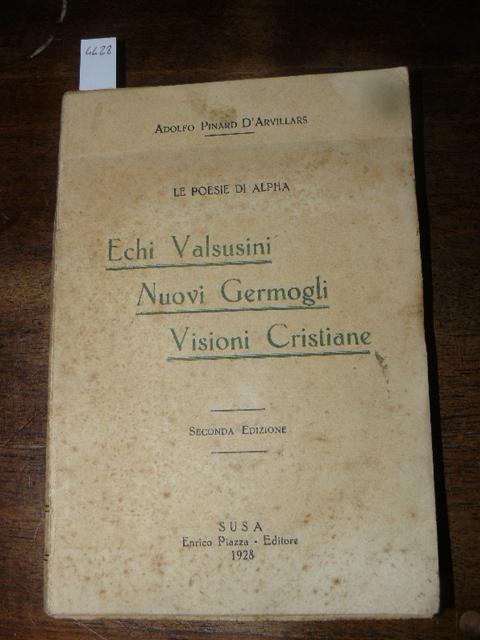 4428
ADOLFO PINARD D'ARVILLARS
LE POESIE DI ALPHA
Echi Valsusini
Nuovi Germogli
Visioni Cristiane
SECONDA EDIZIONE
SUSA
Enrico Piazza - Editore
1928